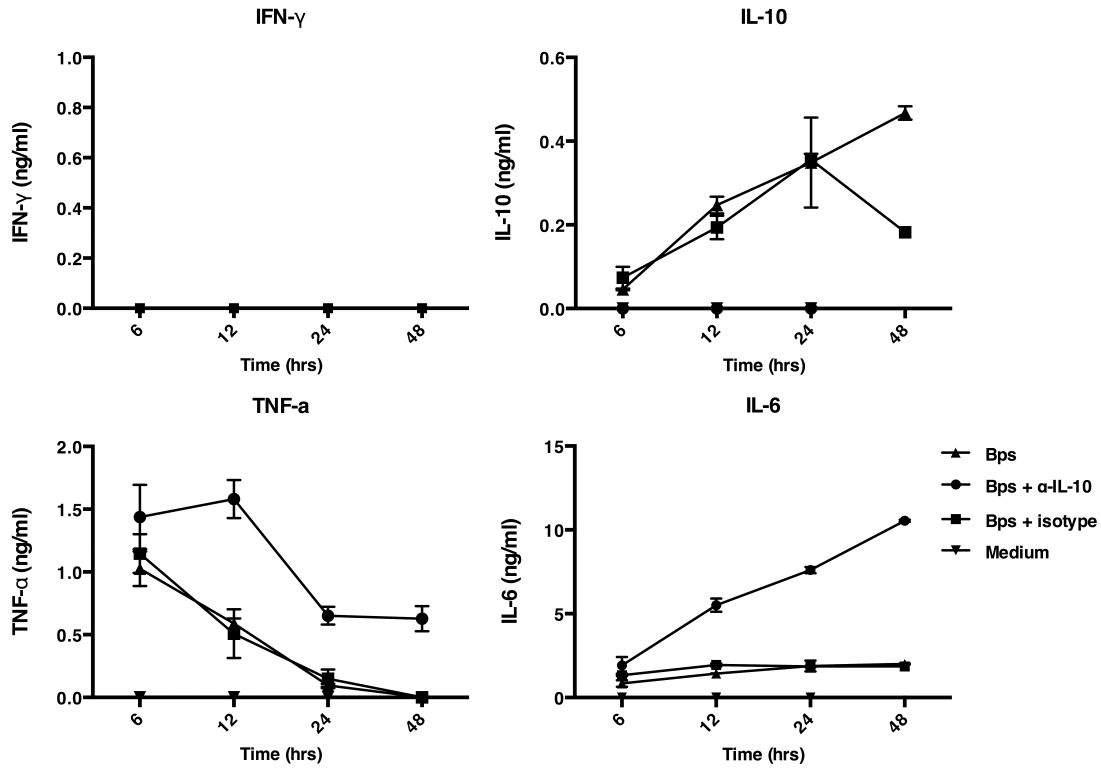 IFN-γ
IFN-γ (ng/ml)
1.0
0.8
0.6
0.4
0.2
0.0
6
12
24
48
Time (hrs)
IL-10
IL-10 (ng/ml)
0.6
0.4
0.2
0.0
6
12
24
48
Time (hrs)
TNF-a
TNF-α (ng/ml)
2.0
1.5
1.0
0.5
0.0
6
12
24
48
Time (hrs)
IL-6
IL-6 (ng/ml)
15
10
5
0
6
12
24
48
Time (hrs)
Bps
Bps + α-IL-10
Bps + isotype
Medium